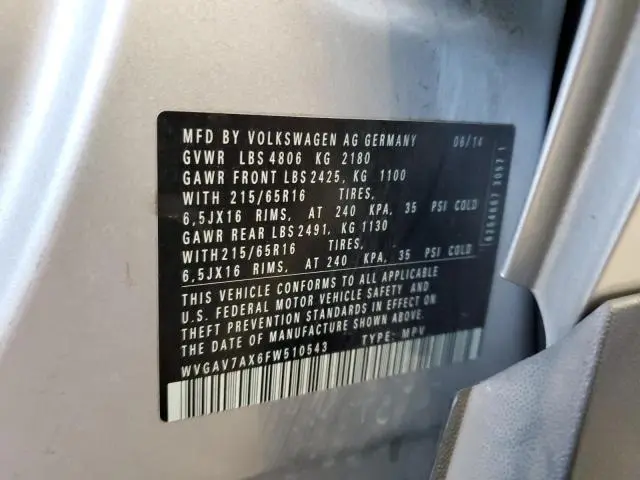 MFD BY VOLKSWAGEN AG GERMANY 06/14
GVWR LBS 4806 KG 2180
GAWR FRONT LBS 2425, KG 1100
WITH 215/65R16 TIRES,
6,5JX16 RIMS, AT 240 KPA, 35 PSI COLD
GAWR REAR LBS 2491, KG 1130
WITH215/65R16 TIRES,
6,5JX16 RIMS, AT 240 KPA, 35 PSI COLD
THIS VEHICLE CONFORMS TO ALL APPLICABLE
U.S. FEDERAL MOTOR VEHICLE SAFETY AND
THEFT PREVENTION STANDARDS IN EFFECT ON
THE DATE OF MANUFACTURE SHOWN ABOVE.
WVGAV7AX6FW510543 TYPE: MPV